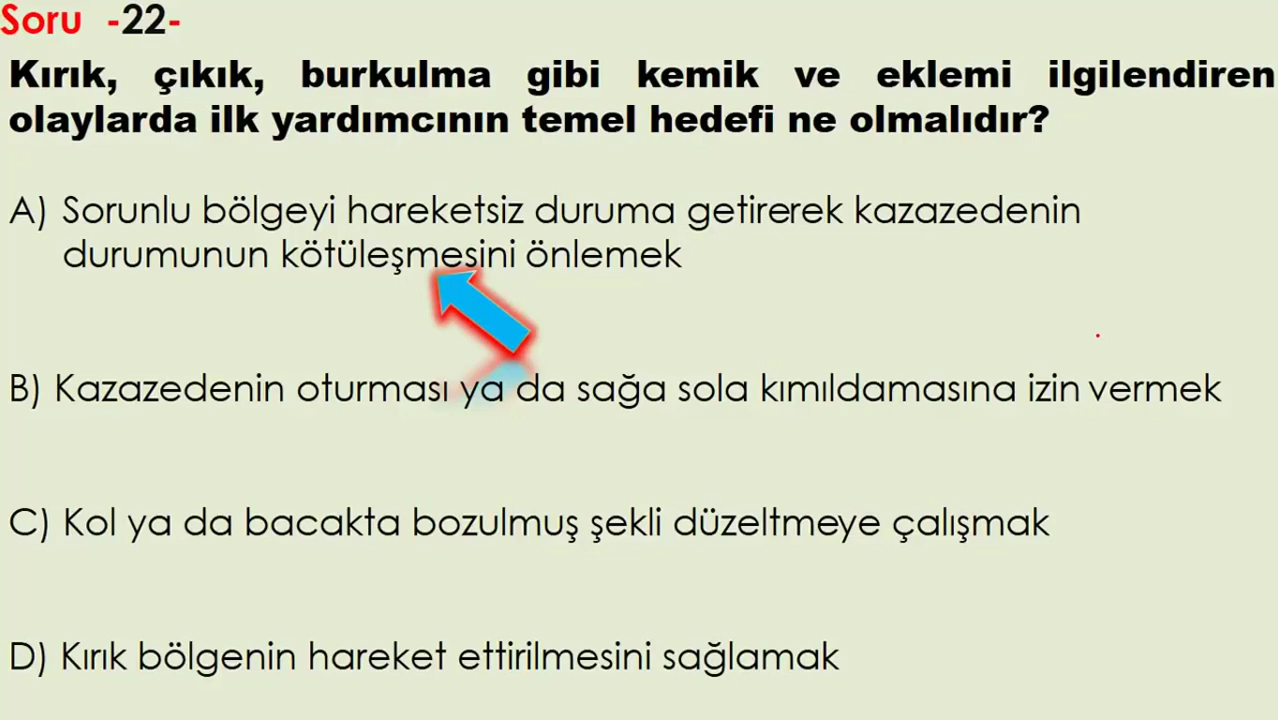 Soru -22-
Kırık, çıkık, burkulma gibi kemik ve eklemi ilgilendiren
olaylarda ilk yardımcının temel hedefi ne olmalıdır?
A) Sorunlu bölgeyi hareketsiz duruma getirerek kazazedenin
durumunun kötüleşmesini önlemek
B) Kazazedenin oturması ya da sağa sola kımıldamasına izin vermek
C) Kol ya da bacakta bozulmuş şekli düzeltmeye çalışmak
D) Kırık bölgenin hareket ettirilmesini sağlamak